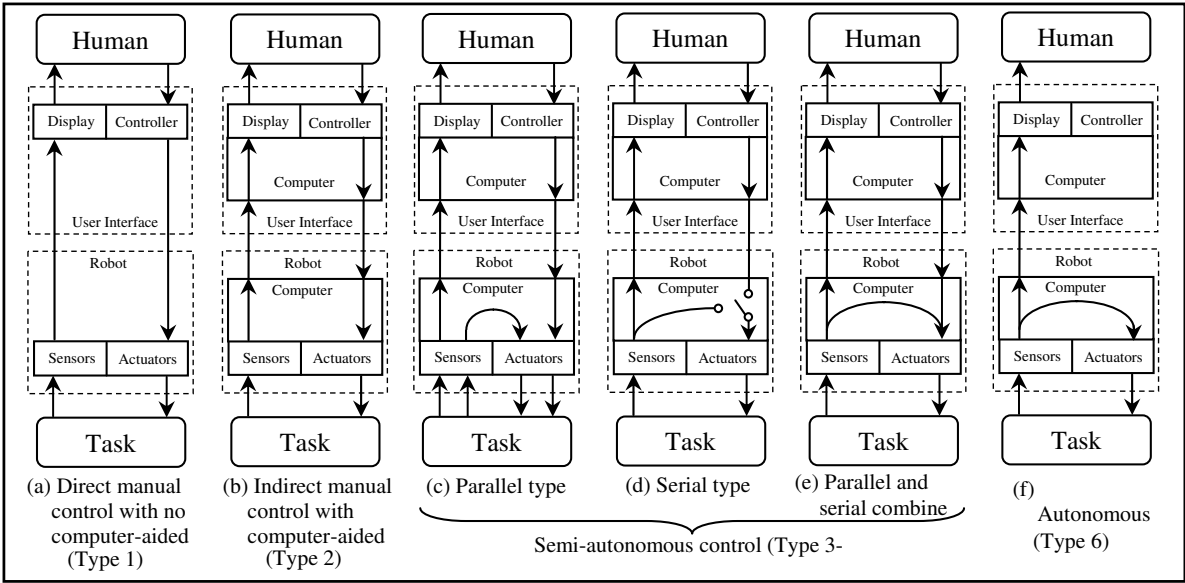 Human Human Human Human Human Human
Display Controller Display Controller Display Controller Display Controller Display Controller Display Controller
Computer Computer Computer Computer Computer
User Interface User Interface User Interface User Interface User Interface User Interface
Robot Robot Robot Robot Robot Robot
Computer Computer Computer Computer Computer
Sensors Actuators Sensors Actuators Sensors Actuators Sensors Actuators Sensors Actuators Sensors Actuators
Task Task Task Task Task Task
(a) Direct manual
control with no
computer-aided
(Type 1)
(b) Indirect manual
control with
computer-aided
(Type 2)
(c) Parallel type
(d) Serial type
(e) Parallel and
serial combine
Semi-autonomous control (Type 3-
(f)
Autonomous
(Type 6)